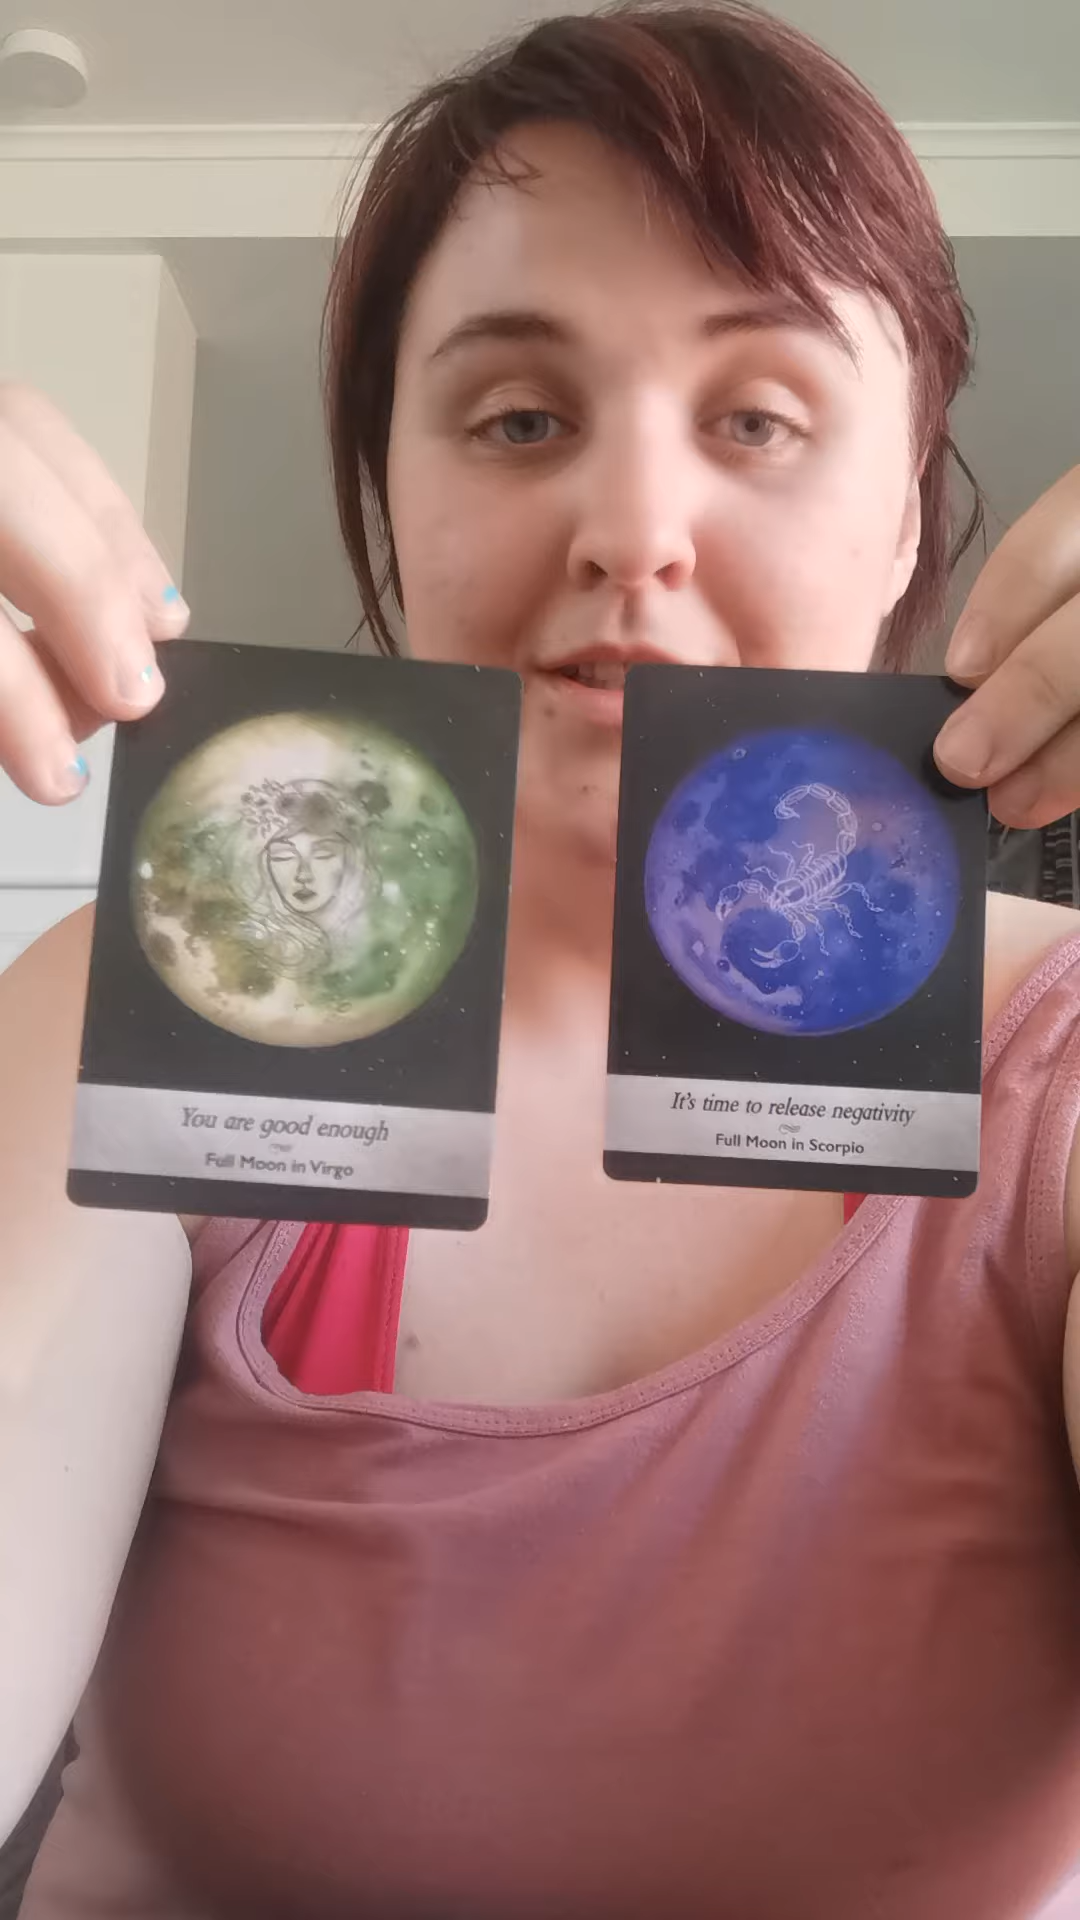 You are good enough
Full Moon in Virgo
It's time to release negativity
Full Moon in Scorpio